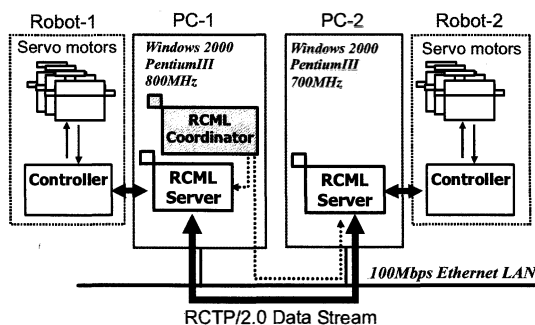 Robot-1
PC-1
PC-2
Robot-2
Servo motors
Windows 2000
PentiumIII
800MHz
Windows 2000
PentiumIII
700MHz
Servo motors
RCML
Coordinator
Controller
RCML
Server
RCML
Server
Controller
100Mbps Ethernet LAN
RCTP/2.0 Data Stream